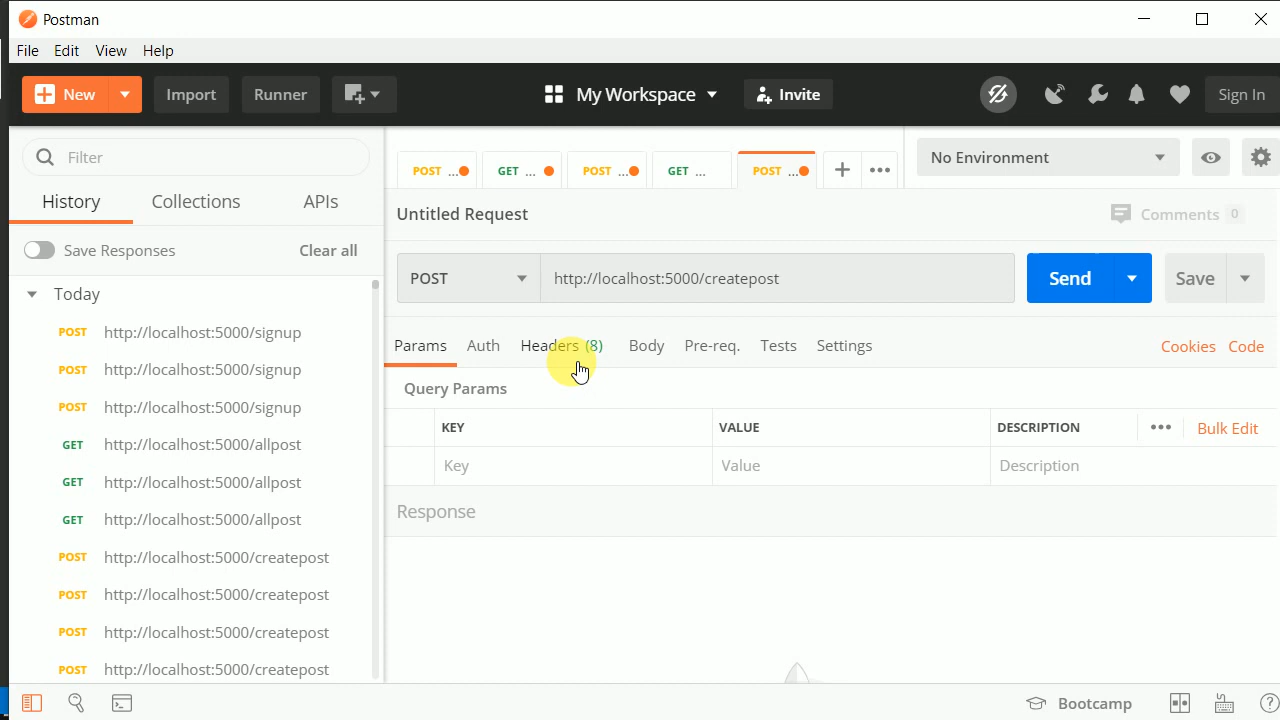 Postman
File Edit View Help
New Import Runner My Workspace Invite Sign In
Filter
History Collections APIs
Save Responses Clear all
Today
POST http://localhost:5000/signup
POST http://localhost:5000/signup
POST http://localhost:5000/signup
GET http://localhost:5000/allpost
GET http://localhost:5000/allpost
GET http://localhost:5000/allpost
POST http://localhost:5000/createpost
POST http://localhost:5000/createpost
POST http://localhost:5000/createpost
POST http://localhost:5000/createpost
POST ... GET ... POST ... GET ... POST ... + ••• No Environment
Untitled Request Comments 0
POST http://localhost:5000/createpost Send Save
Params Auth Headers (8) Body Pre-req. Tests Settings Cookies Code
Query Params
KEY VALUE DESCRIPTION ••• Bulk Edit
Key Value Description
Response
Bootcamp